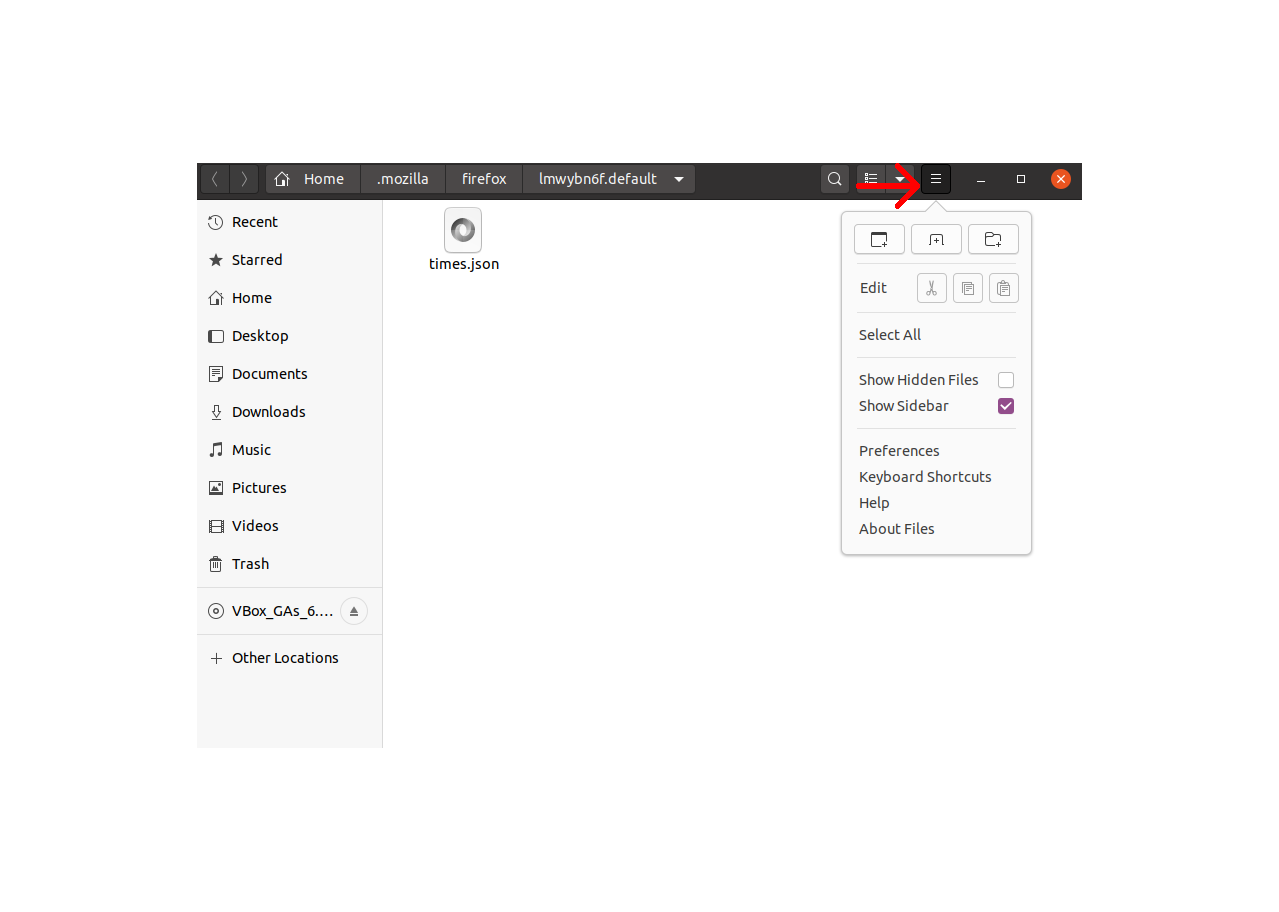 Home .mozilla firefox lmwybn6f.default
Recent
Starred
Home
Desktop
Documents
Downloads
Music
Pictures
Videos
Trash
VBox_GAs_6....
Other Locations
times.json
Edit
Select All
Show Hidden Files
Show Sidebar
Preferences
Keyboard Shortcuts
Help
About Files